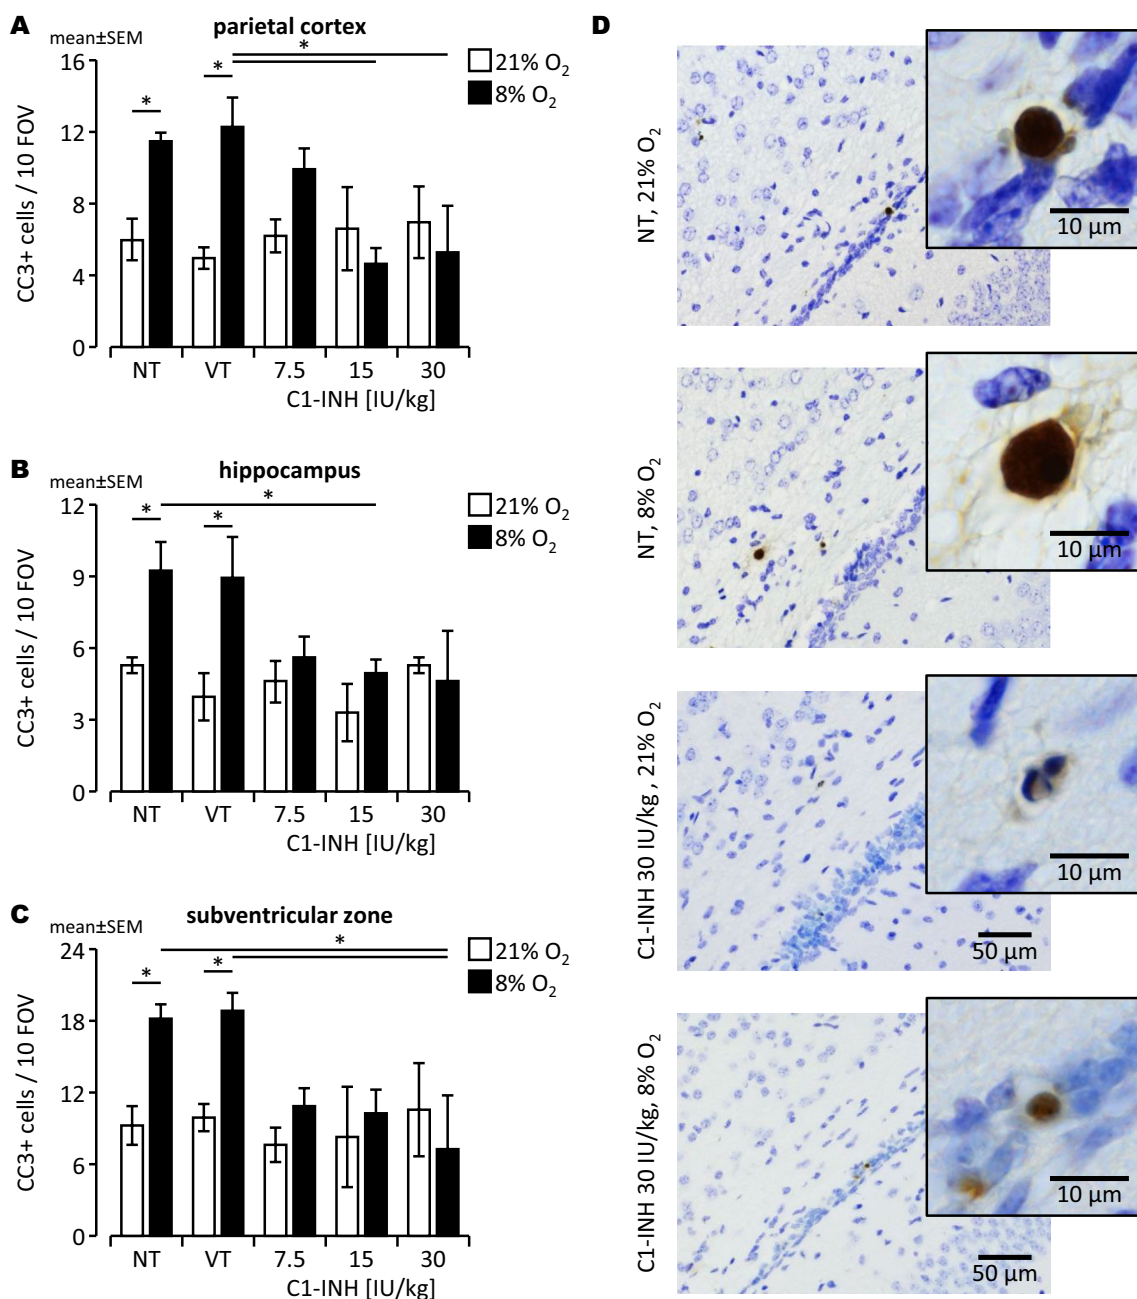 A
parietal cortex
mean±SEM
*
* *
21% O₂
8% O₂
CC3+ cells / 10 FOV
16
12
8
4
0
NT VT 7.5 15 30
C1-INH [IU/kg]
B
hippocampus
mean±SEM
* * *
21% O₂
8% O₂
CC3+ cells / 10 FOV
12
9
6
3
0
NT VT 7.5 15 30
C1-INH [IU/kg]
C
subventricular zone
mean±SEM
*
* *
21% O₂
8% O₂
CC3+ cells / 10 FOV
24
18
12
6
0
NT VT 7.5 15 30
C1-INH [IU/kg]
D
NT, 21% O₂
10 µm
NT, 8% O₂
10 µm
C1-INH 30 IU/kg , 21% O₂
10 µm
50 µm
C1-INH 30 IU/kg, 8% O₂
10 µm
50 µm